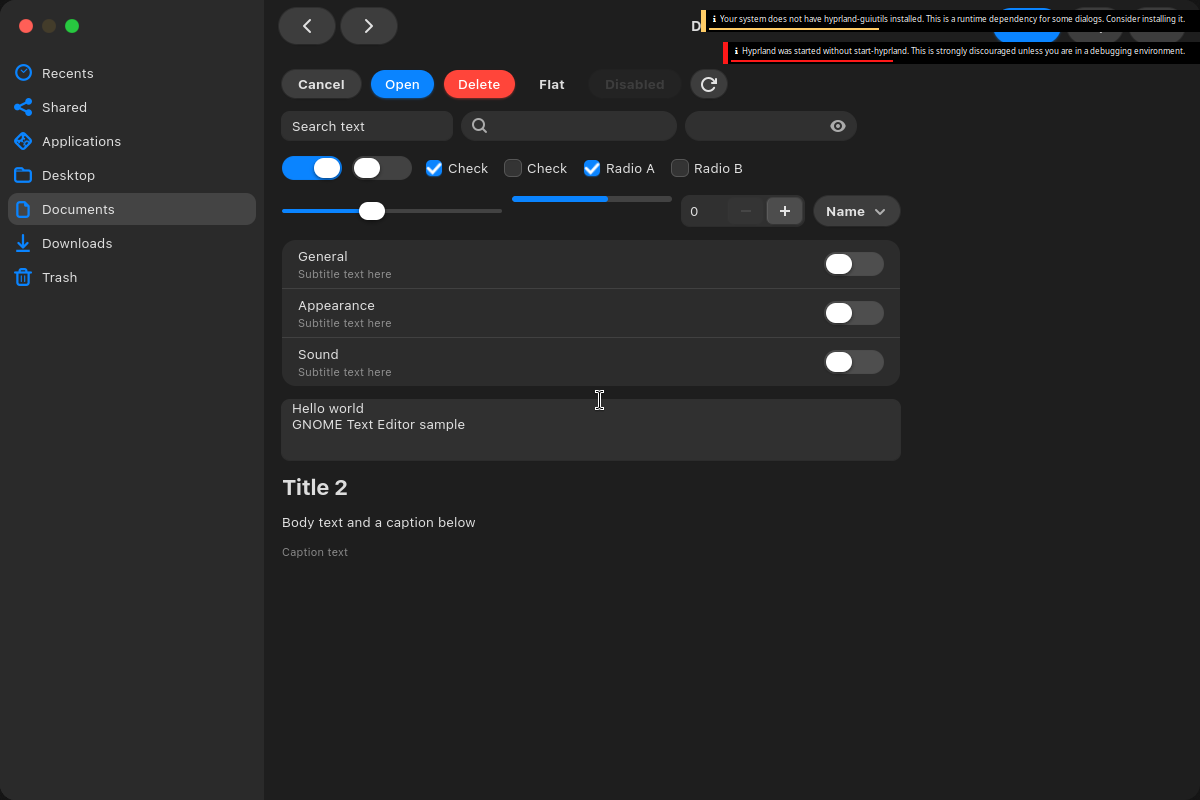 Your system does not have hyprland-guiutils installed. This is a runtime dependency for some dialogs. Consider installing it.
Hyprland was started without start-hyprland. This is strongly discouraged unless you are in a debugging environment.
Recents
Shared
Applications
Desktop
Documents
Downloads
Trash
Cancel Open Delete Flat Disabled
Search text
Check Check Radio A Radio B
0 Name
General
Subtitle text here
Appearance
Subtitle text here
Sound
Subtitle text here
Hello world
GNOME Text Editor sample
Title 2
Body text and a caption below
Caption text